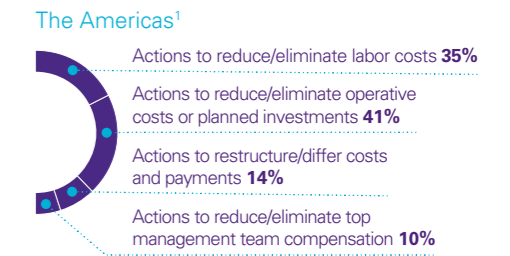 The Americas¹
Actions to reduce/eliminate labor costs 35%
Actions to reduce/eliminate operative
costs or planned investments 41%
Actions to restructure/differ costs
and payments 14%
Actions to reduce/eliminate top
management team compensation 10%